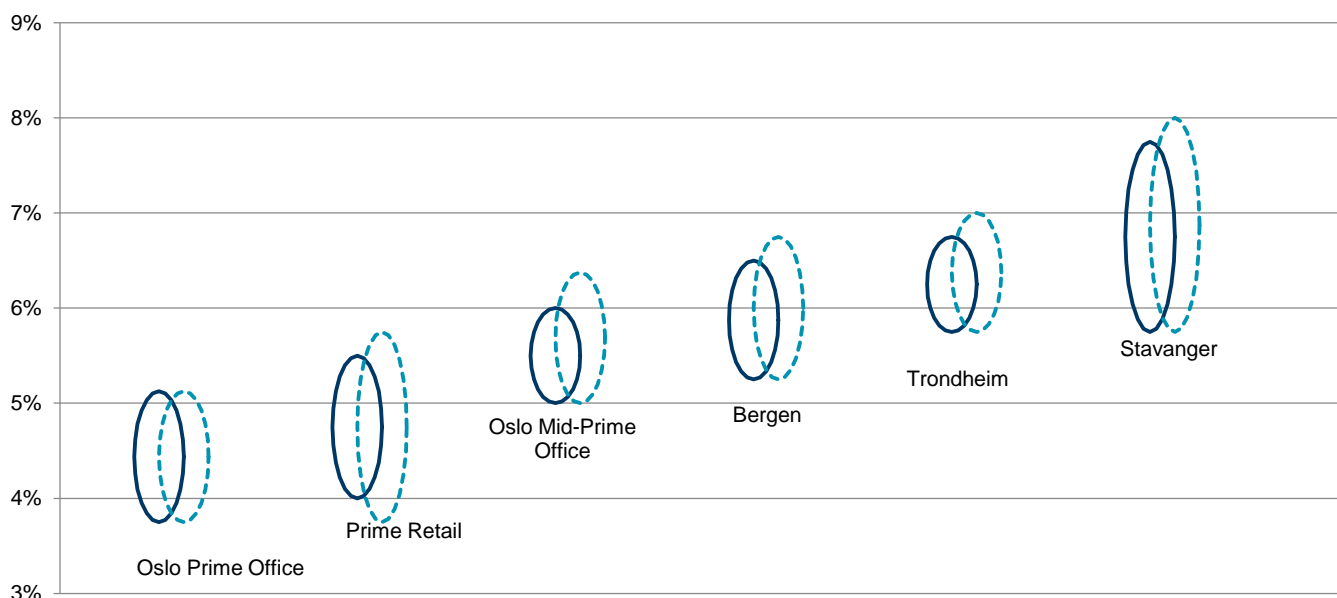 9%
8%
7%
6%
5%
4%
3%
Stavanger
Trondheim
Bergen
Oslo Mid-Prime
Office
Prime Retail
Oslo Prime Office